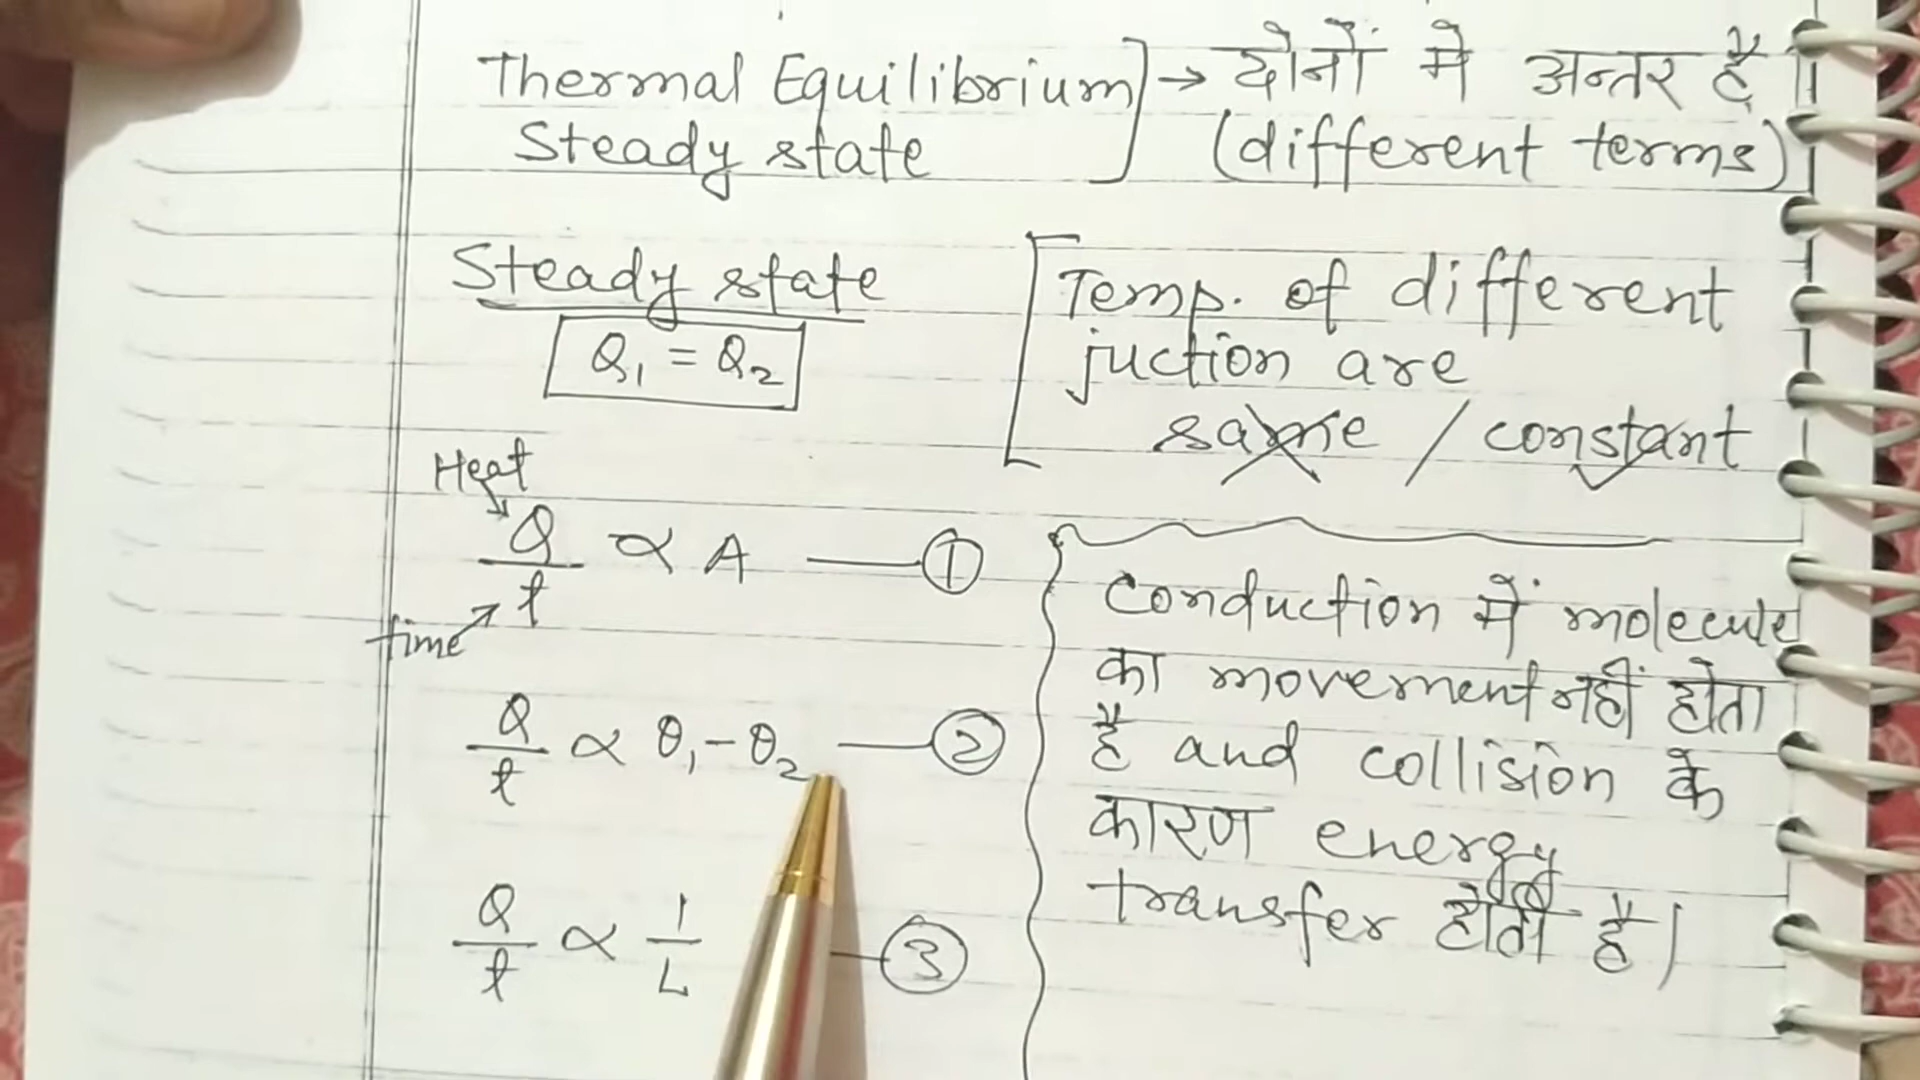 Thermal Equilibrium ] → दोनों में अन्तर है।
Steady state (different terms)
Steady state
Q₁ = Q₂
[Temp. of different
juction are
same / constant
Heat
Q/t ∝ A —— ①
time
Q/t ∝ θ₁-θ₂ —— ②
Q/t ∝ 1/L —— ③
Conduction में molecule
का movement नहीं होता
है and collision के
कारण energy
transfer होती है।